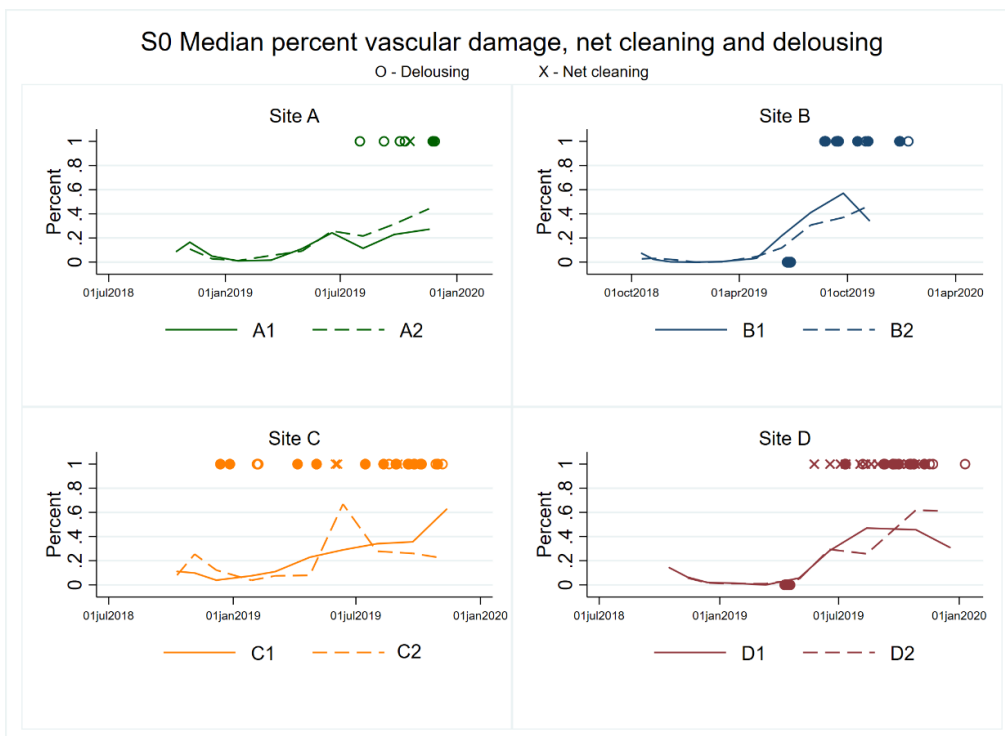 S0 Median percent vascular damage, net cleaning and delousing
O - Delousing X - Net cleaning
Site A
Percent
0 .2 .4 .6 .8 1
01jul2018 01jan2019 01jul2019 01jan2020
A1 A2
Site B
Percent
0 .2 .4 .6 .8 1
01oct2018 01apr2019 01oct2019 01apr2020
B1 B2
Site C
Percent
0 .2 .4 .6 .8 1
01jul2018 01jan2019 01jul2019 01jan2020
C1 C2
Site D
Percent
0 .2 .4 .6 .8 1
01jul2018 01jan2019 01jul2019 01jan2020
D1 D2